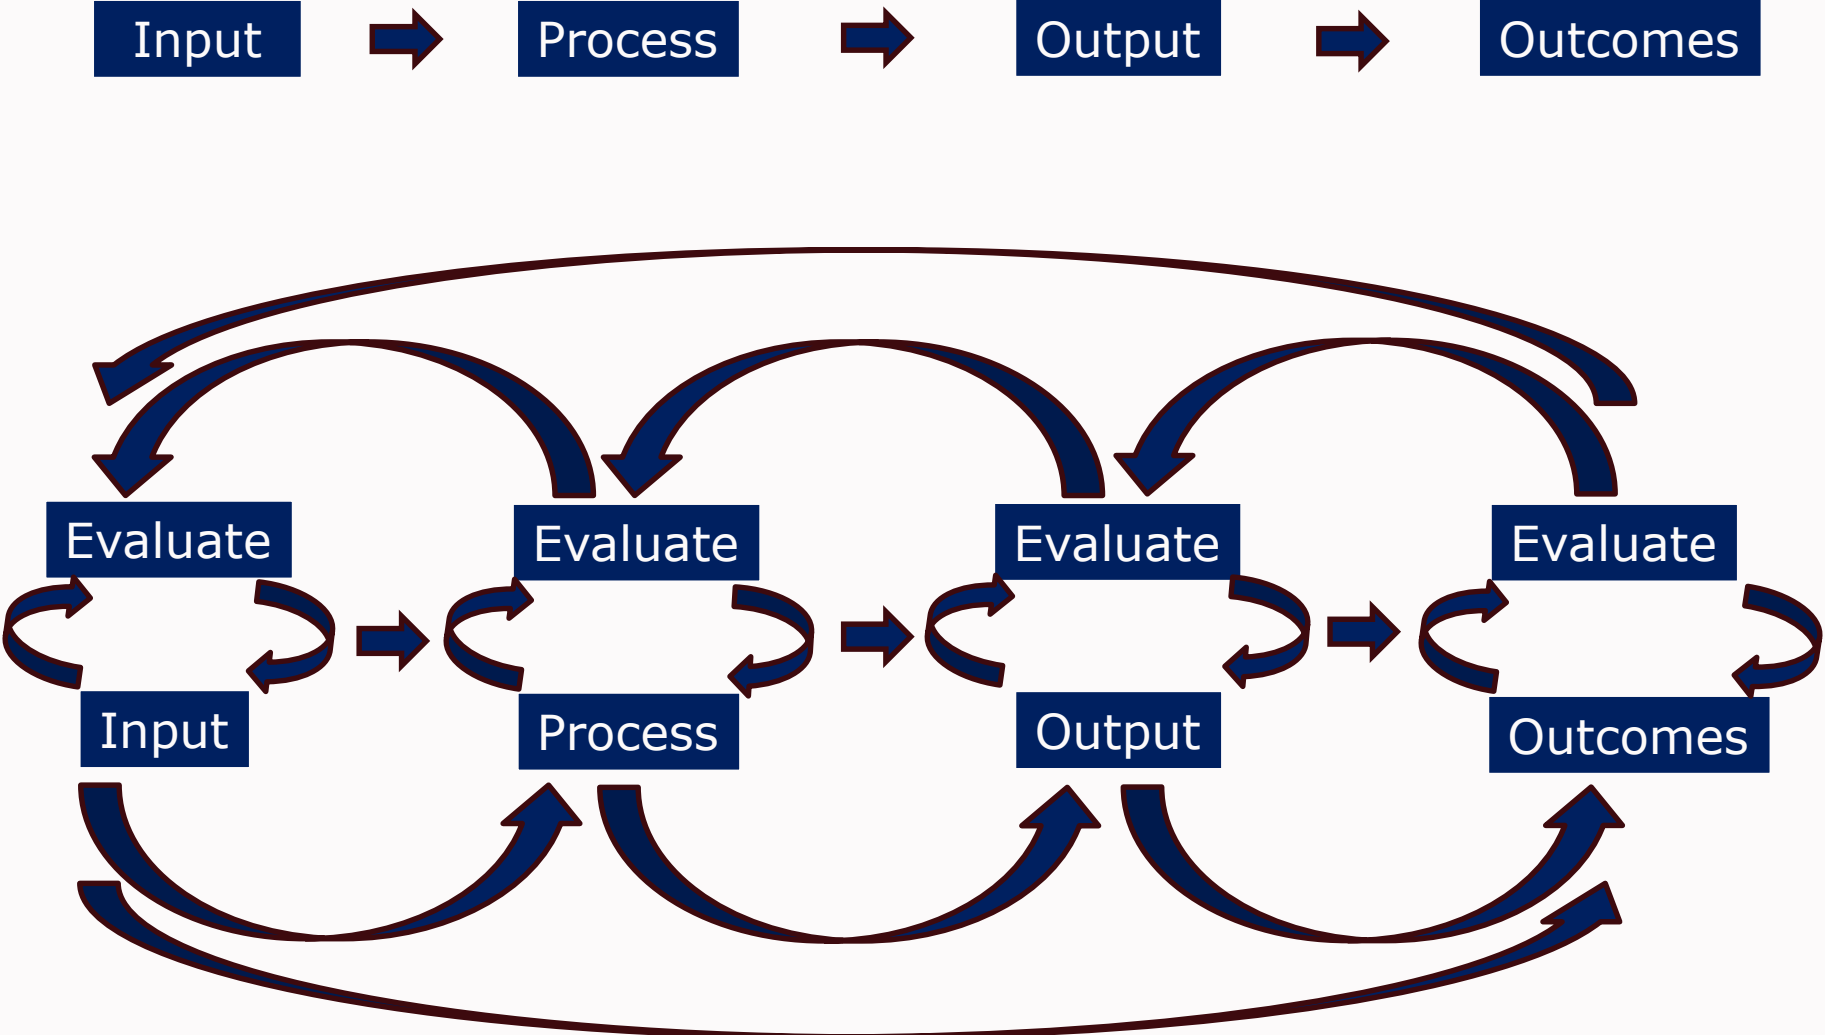 Input
Process
Output
Outcomes
Evaluate
Evaluate
Evaluate
Evaluate
Input
Process
Output
Outcomes